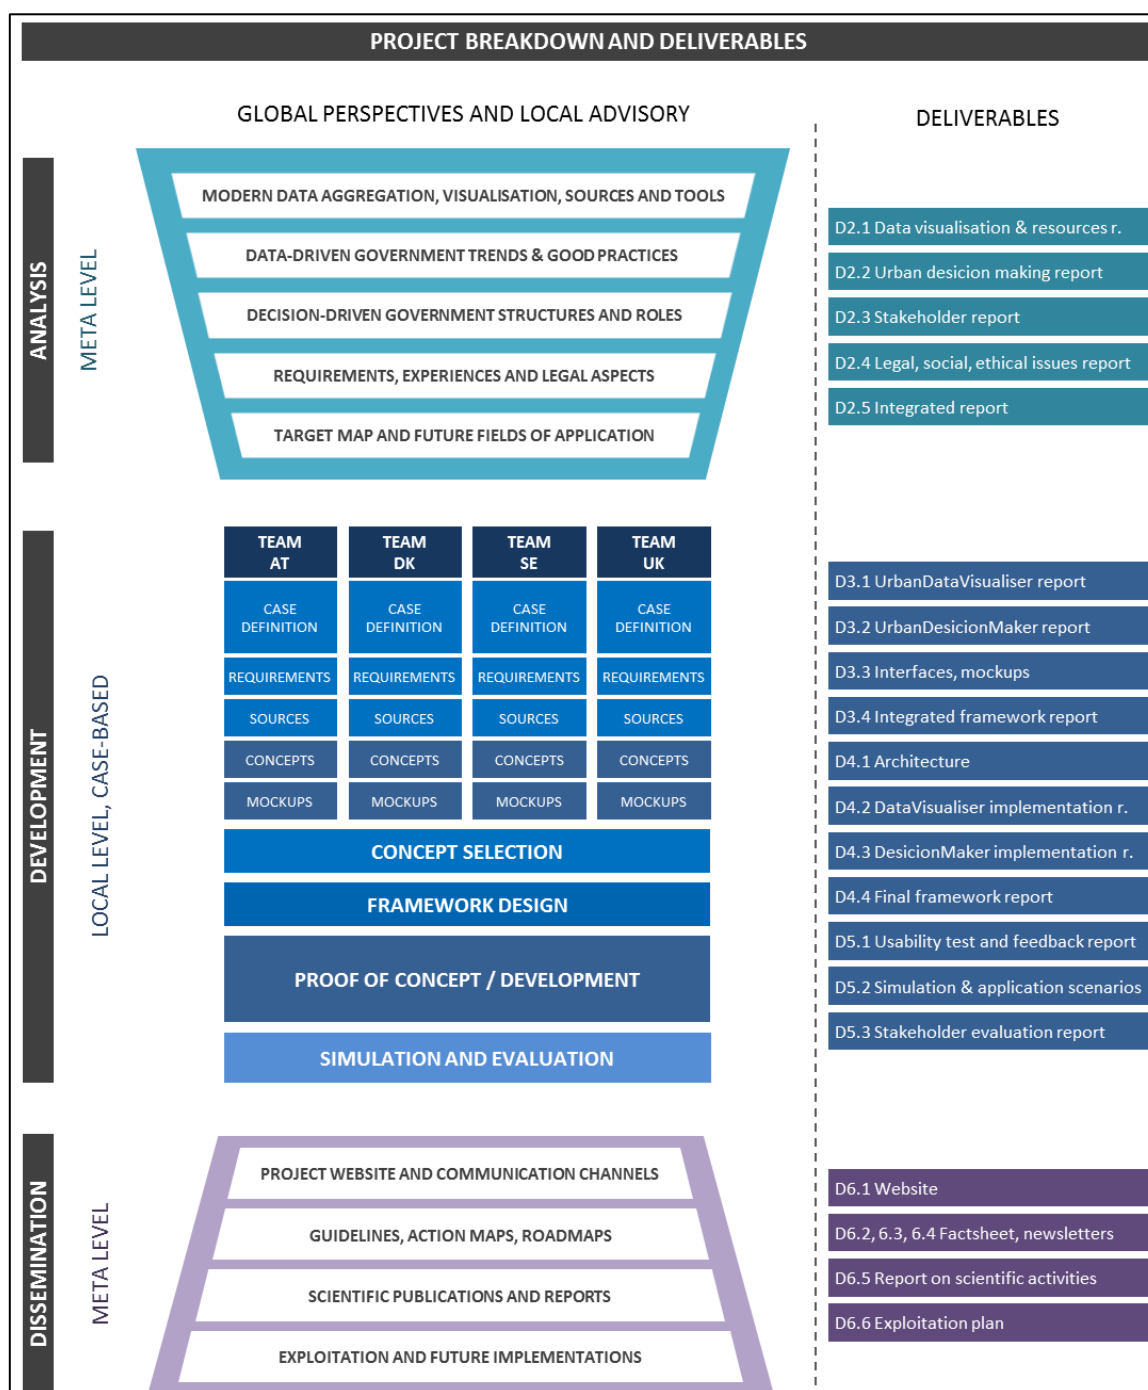 PROJECT BREAKDOWN AND DELIVERABLES
GLOBAL PERSPECTIVES AND LOCAL ADVISORY
DELIVERABLES
ANALYSIS
META LEVEL
MODERN DATA AGGREGATION, VISUALISATION, SOURCES AND TOOLS
DATA-DRIVEN GOVERNMENT TRENDS & GOOD PRACTICES
DECISION-DRIVEN GOVERNMENT STRUCTURES AND ROLES
REQUIREMENTS, EXPERIENCES AND LEGAL ASPECTS
TARGET MAP AND FUTURE FIELDS OF APPLICATION
D2.1 Data visualisation & resources r.
D2.2 Urban desicion making report
D2.3 Stakeholder report
D2.4 Legal, social, ethical issues report
D2.5 Integrated report
DEVELOPMENT
LOCAL LEVEL, CASE-BASED
TEAM
AT
TEAM
DK
TEAM
SE
TEAM
UK
CASE
DEFINITION
CASE
DEFINITION
CASE
DEFINITION
CASE
DEFINITION
REQUIREMENTS
REQUIREMENTS
REQUIREMENTS
REQUIREMENTS
SOURCES
SOURCES
SOURCES
SOURCES
CONCEPTS
CONCEPTS
CONCEPTS
CONCEPTS
MOCKUPS
MOCKUPS
MOCKUPS
MOCKUPS
CONCEPT SELECTION
FRAMEWORK DESIGN
PROOF OF CONCEPT / DEVELOPMENT
SIMULATION AND EVALUATION
D3.1 UrbanDataVisualiser report
D3.2 UrbanDesicionMaker report
D3.3 Interfaces, mockups
D3.4 Integrated framework report
D4.1 Architecture
D4.2 DataVisualiser implementation r.
D4.3 DesicionMaker implementation r.
D4.4 Final framework report
D5.1 Usability test and feedback report
D5.2 Simulation & application scenarios
D5.3 Stakeholder evaluation report
DISSEMINATION
META LEVEL
PROJECT WEBSITE AND COMMUNICATION CHANNELS
GUIDELINES, ACTION MAPS, ROADMAPS
SCIENTIFIC PUBLICATIONS AND REPORTS
EXPLOITATION AND FUTURE IMPLEMENTATIONS
D6.1 Website
D6.2, 6.3, 6.4 Factsheet, newsletters
D6.5 Report on scientific activities
D6.6 Exploitation plan